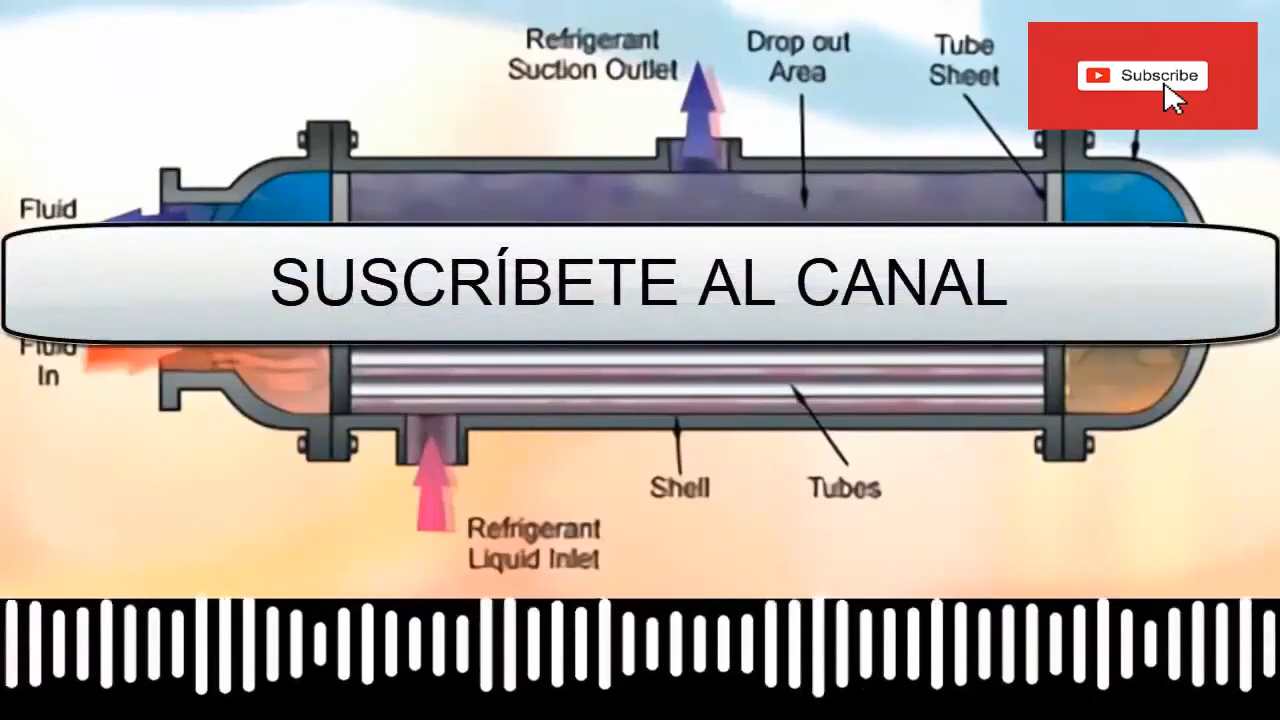 Refrigerant
Suction Outlet
Drop out
Area
Tube
Sheet
Subscribe
Fluid
SUSCRÍBETE AL CANAL
Fluid
In
Shell
Tubes
Refrigerant
Liquid Inlet